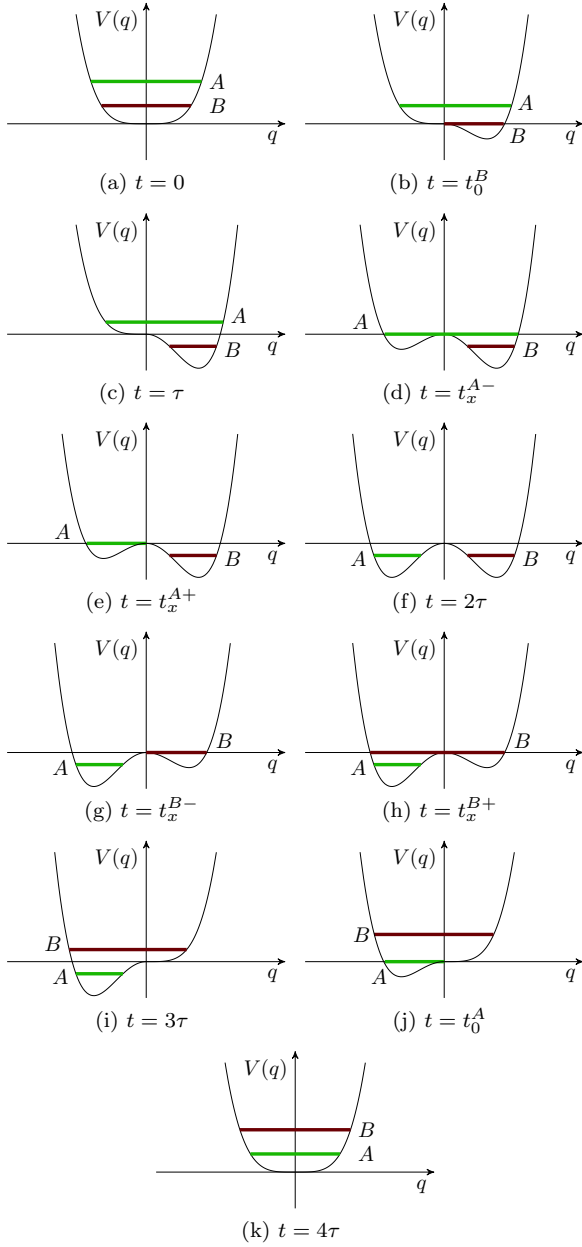 V(q)
A
B
q
(a) t = 0
V(q)
A
B
q
(b) t = t_0^B
V(q)
A
B
q
(c) t = τ
V(q)
A
B
q
(d) t = t_x^{A−}
V(q)
A
B
q
(e) t = t_x^{A+}
V(q)
A
B
q
(f) t = 2τ
V(q)
B
A
q
(g) t = t_x^{B−}
V(q)
B
A
q
(h) t = t_x^{B+}
V(q)
B
A
q
(i) t = 3τ
V(q)
B
A
q
(j) t = t_0^A
V(q)
B
A
q
(k) t = 4τ